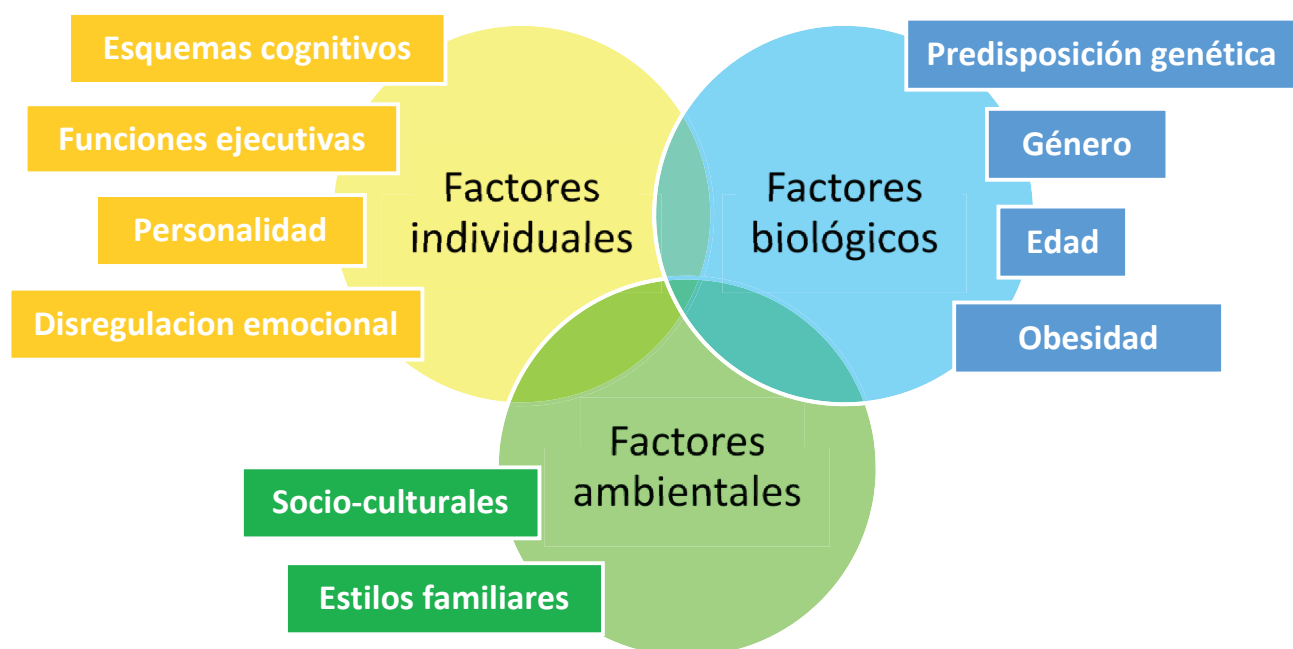 Esquemas cognitivos
Funciones ejecutivas
Personalidad
Disregulacion emocional
Factores
individuales
Predisposición genética
Género
Edad
Obesidad
Factores
biológicos
Factores
ambientales
Socio-culturales
Estilos familiares